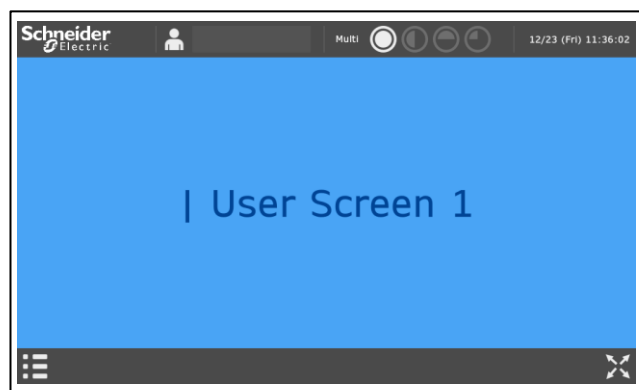 Schneider
Electric
Multi
12/23 (Fri) 11:36:02
| User Screen 1